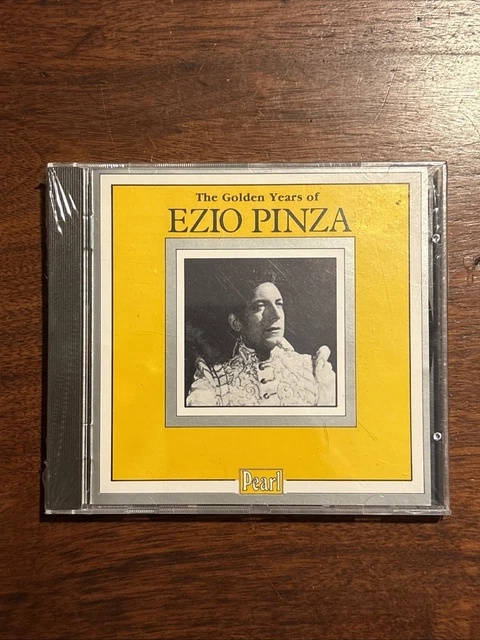 The Golden Years of
EZIO PINZA
Pearl